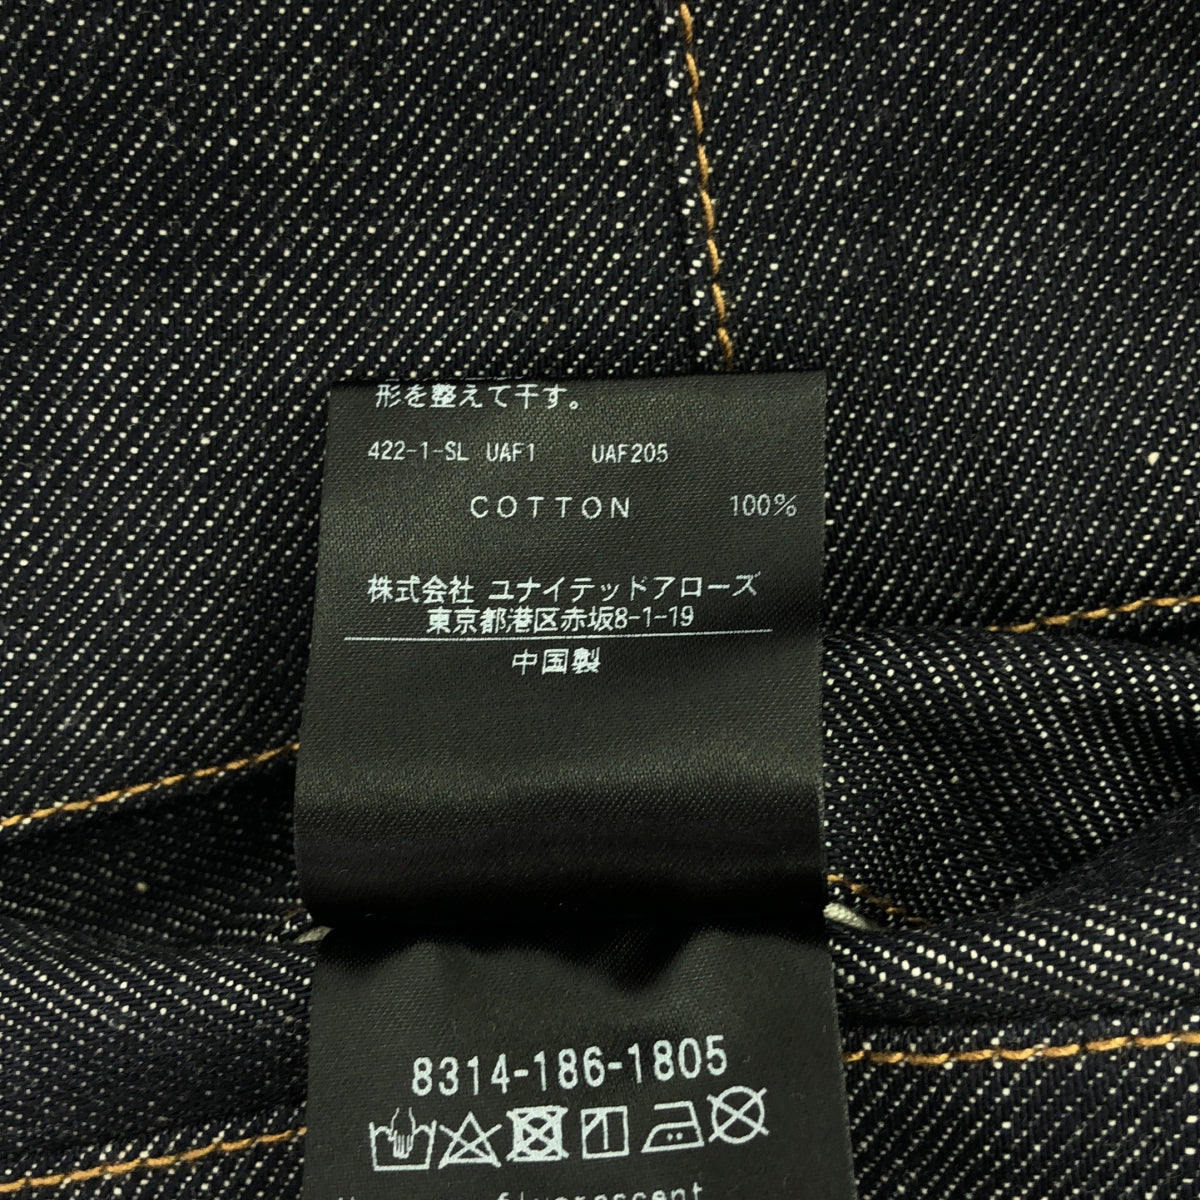 形を整えて干す。
422-1-SL UAF1 UAF205
COTTON 100%
株式会社 ユナイテッドアローズ
東京都港区赤坂8-1-19
中国製
8314-186-1805
fluorescent